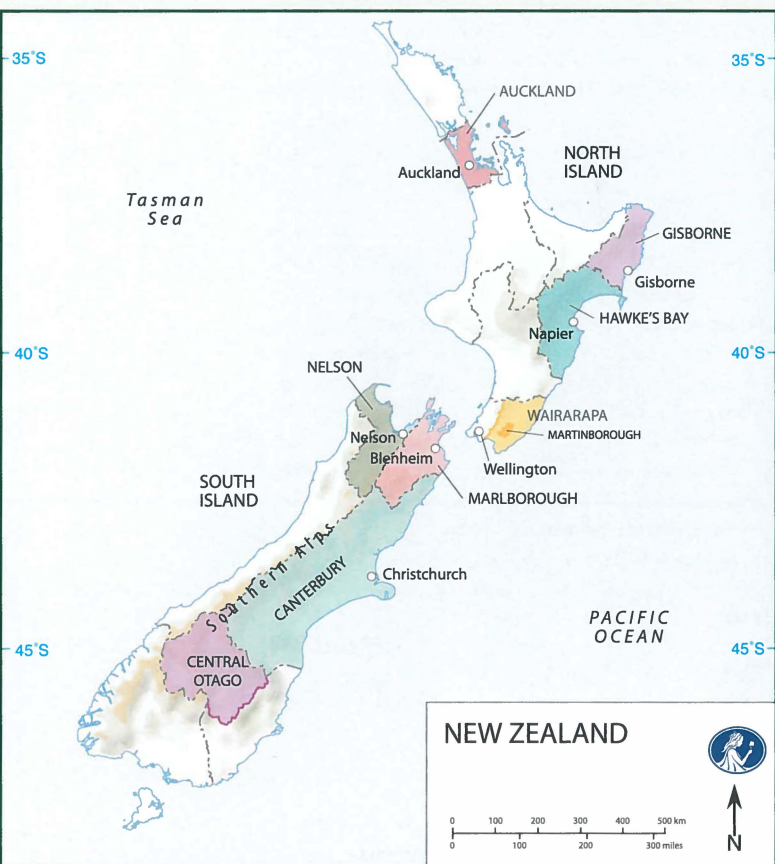 35°S
35°S
AUCKLAND
Auckland
NORTH
ISLAND
Tasman
Sea
GISBORNE
Gisborne
HAWKE'S BAY
Napier
40°S
40°S
NELSON
WAIRARAPA
MARTINBOROUGH
Nelson
Blenheim
Wellington
SOUTH
ISLAND
MARLBOROUGH
Southern Alps
CANTERBURY
Christchurch
PACIFIC
OCEAN
45°S
45°S
CENTRAL
OTAGO
NEW ZEALAND
0 100 200 300 400 500 km
0 100 200 300 miles
N